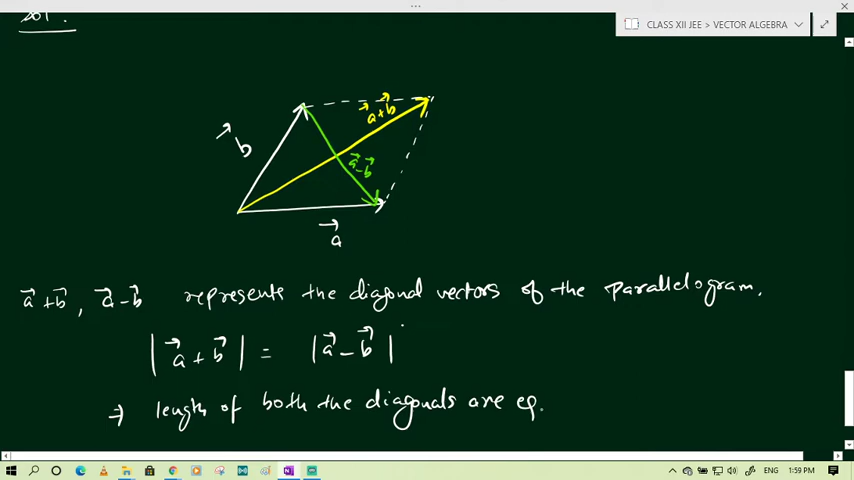 Sol:
CLASS XII JEE > VECTOR ALGEBRA
a⃗+b⃗
b⃗
a⃗-b⃗
a⃗
a⃗+b⃗, a⃗-b⃗ represents the diagonal vectors of the parallelogram.
|a⃗+b⃗| = |a⃗-b⃗|
⇒ length of both the diagonals are eq.
ENG 1:59 PM